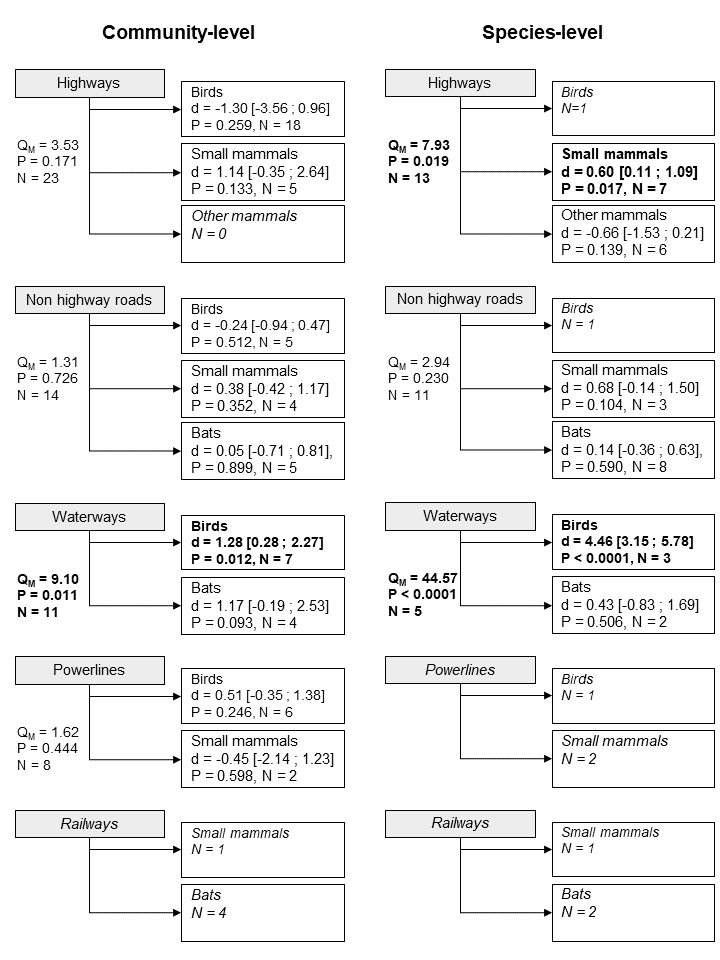 Community-level
Highways
Q_M = 3.53
P = 0.171
N = 23
Birds
d = -1.30 [-3.56 ; 0.96]
P = 0.259, N = 18
Small mammals
d = 1.14 [-0.35 ; 2.64]
P = 0.133, N = 5
Other mammals
N = 0
Non highway roads
Q_M = 1.31
P = 0.726
N = 14
Birds
d = -0.24 [-0.94 ; 0.47]
P = 0.512, N = 5
Small mammals
d = 0.38 [-0.42 ; 1.17]
P = 0.352, N = 4
Bats
d = 0.05 [-0.71 ; 0.81],
P = 0.899, N = 5
Waterways
Q_M = 9.10
P = 0.011
N = 11
Birds
d = 1.28 [0.28 ; 2.27]
P = 0.012, N = 7
Bats
d = 1.17 [-0.19 ; 2.53]
P = 0.093, N = 4
Powerlines
Q_M = 1.62
P = 0.444
N = 8
Birds
d = 0.51 [-0.35 ; 1.38]
P = 0.246, N = 6
Small mammals
d = -0.45 [-2.14 ; 1.23]
P = 0.598, N = 2
Railways
Small mammals
N = 1
Bats
N = 4
Species-level
Highways
Q_M = 7.93
P = 0.019
N = 13
Birds
N=1
Small mammals
d = 0.60 [0.11 ; 1.09]
P = 0.017, N = 7
Other mammals
d = -0.66 [-1.53 ; 0.21]
P = 0.139, N = 6
Non highway roads
Q_M = 2.94
P = 0.230
N = 11
Birds
N = 1
Small mammals
d = 0.68 [-0.14 ; 1.50]
P = 0.104, N = 3
Bats
d = 0.14 [-0.36 ; 0.63],
P = 0.590, N = 8
Waterways
Q_M = 44.57
P < 0.0001
N = 5
Birds
d = 4.46 [3.15 ; 5.78]
P < 0.0001, N = 3
Bats
d = 0.43 [-0.83 ; 1.69]
P = 0.506, N = 2
Powerlines
Birds
N = 1
Small mammals
N = 2
Railways
Small mammals
N = 1
Bats
N = 2